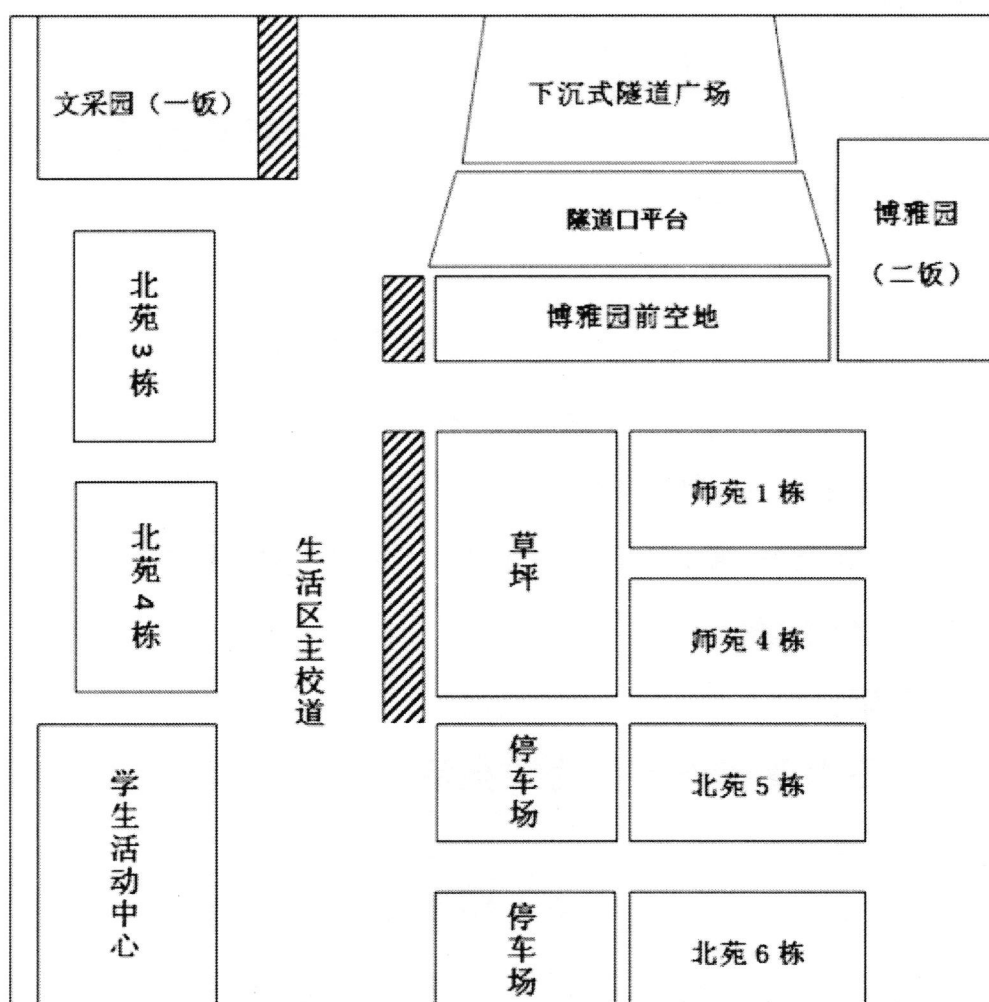 文采园（一饭）
下沉式隧道广场
隧道口平台
博雅园
（二饭）
博雅园前空地
北苑3栋
北苑4栋
生活区主校道
草坪
师苑1栋
师苑4栋
学生活动中心
停车场
北苑5栋
停车场
北苑6栋